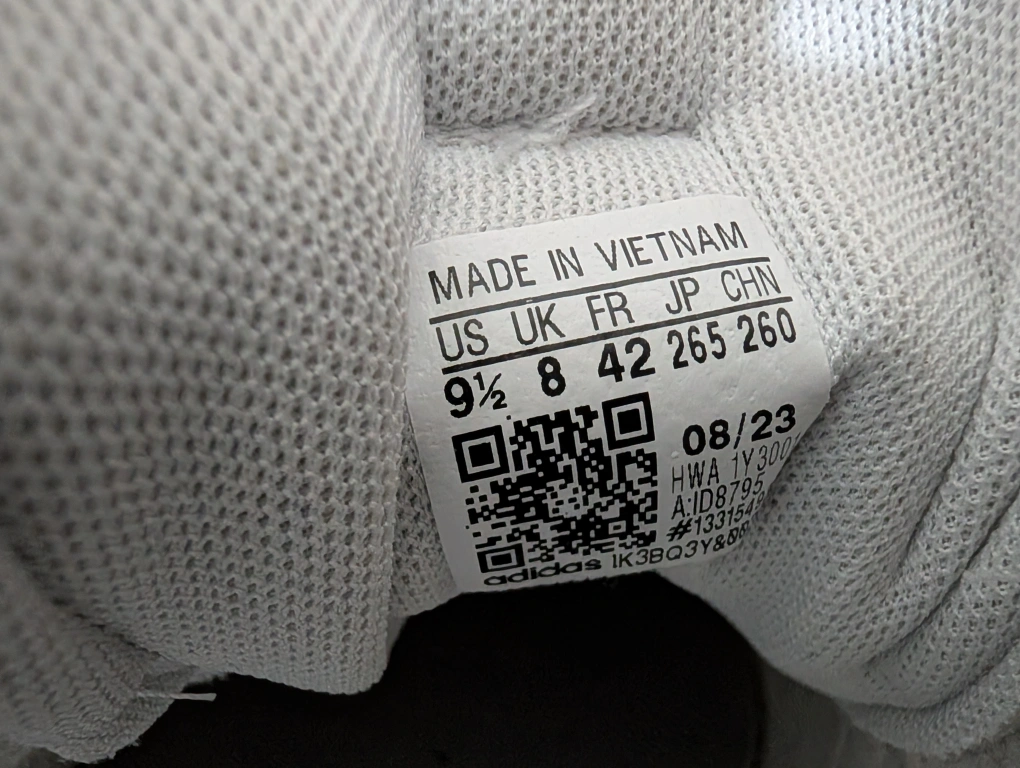 MADE IN VIETNAM
US UK FR JP CHN
9½ 8 42 265 260
08/23
HWA
A:ID8795
adidas